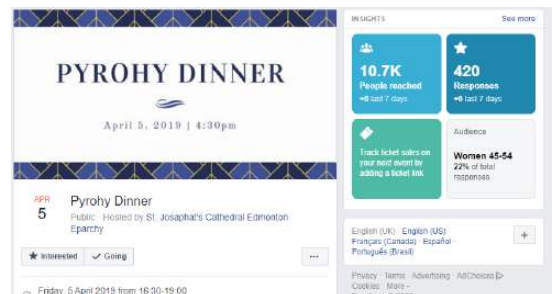 PYROHY DINNER
April 5, 2019 | 4:30pm
APR
5
Pyrohy Dinner
Public · Hosted by St. Josaphat's Cathedral Edmonton
Eparchy
Interested
Going
Friday, 5 April 2019 from 16:30-19:00
INSIGHTS
See more
10.7K
People reached
+0 last 7 days
420
Responses
+0 last 7 days
Track ticket sales on
your next event by
adding a ticket link
Audience
Women 45-54
22% of total
responses
English (UK) · English (US)
Français (Canada) · Español ·
Português (Brasil)
Privacy · Terms · Advertising · AdChoices
Cookies · More